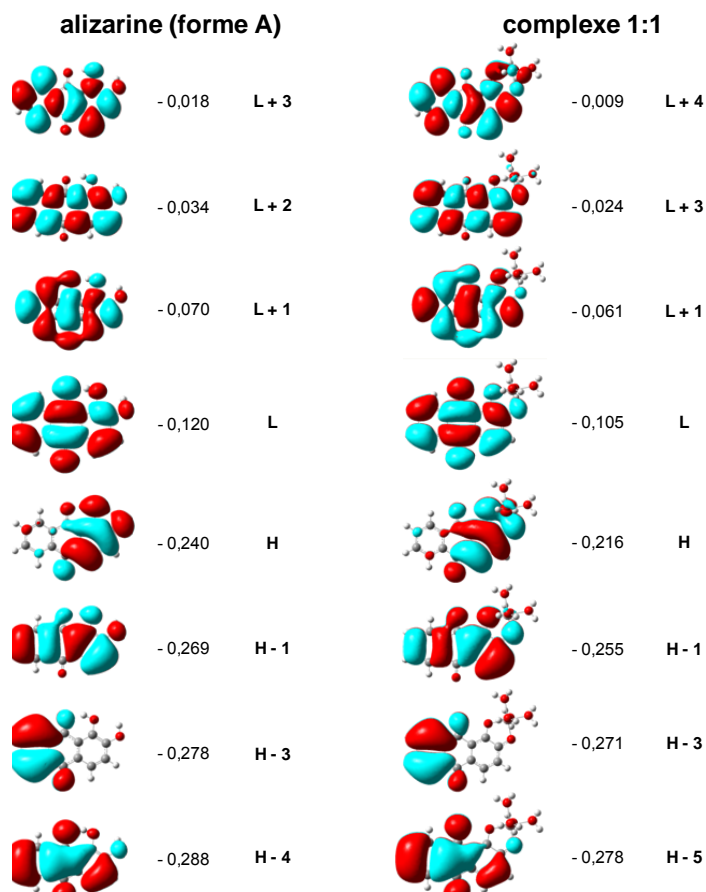 alizarine (forme A) complexe 1:1
- 0,018 L + 3 - 0,009 L + 4
- 0,034 L + 2 - 0,024 L + 3
- 0,070 L + 1 - 0,061 L + 1
- 0,120 L - 0,105 L
- 0,240 H - 0,216 H
- 0,269 H - 1 - 0,255 H - 1
- 0,278 H - 3 - 0,271 H - 3
- 0,288 H - 4 - 0,278 H - 5